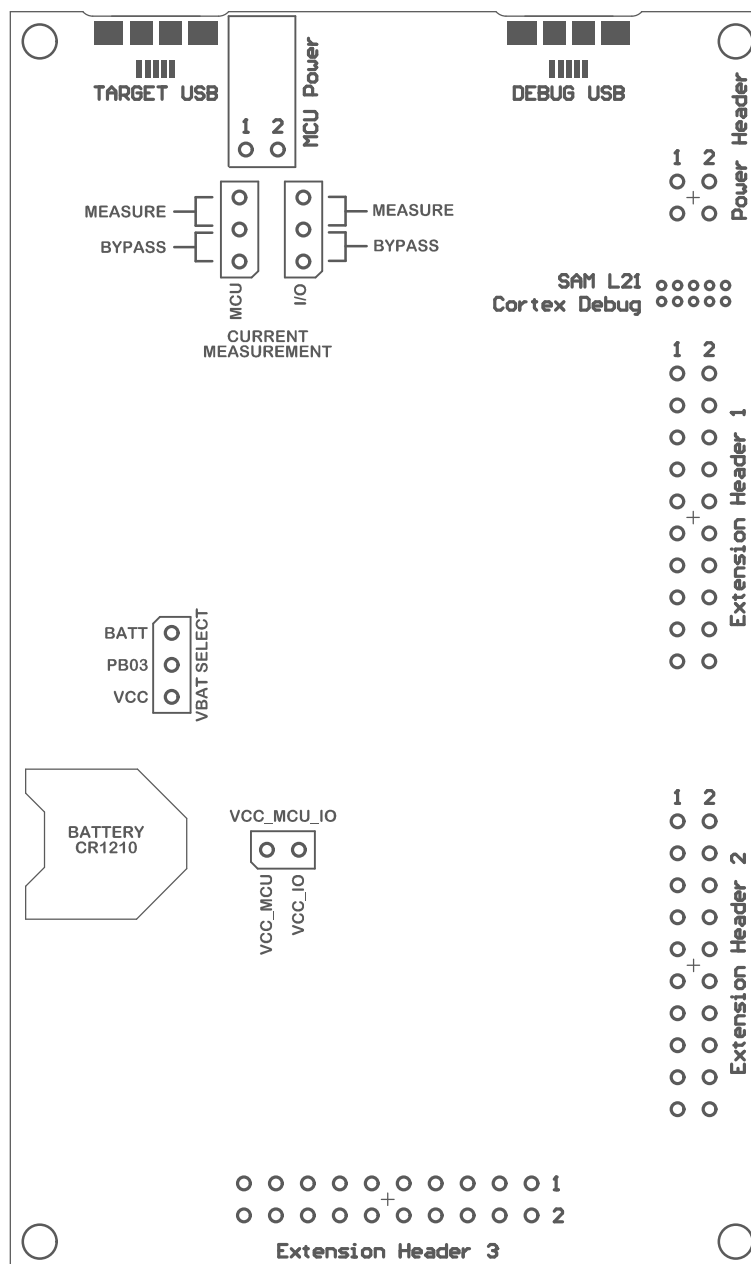 TARGET USB
DEBUG USB
MCU Power
1 2
Power Header
1 2
MEASURE
MEASURE
BYPASS
BYPASS
MCU
I/O
CURRENT
MEASUREMENT
SAM L21
Cortex Debug
1 2
Extension Header 1
BATT
PB03
VCC
VBAT SELECT
BATTERY
CR1210
VCC_MCU_IO
VCC_MCU
VCC_IO
1 2
Extension Header 2
1
2
Extension Header 3